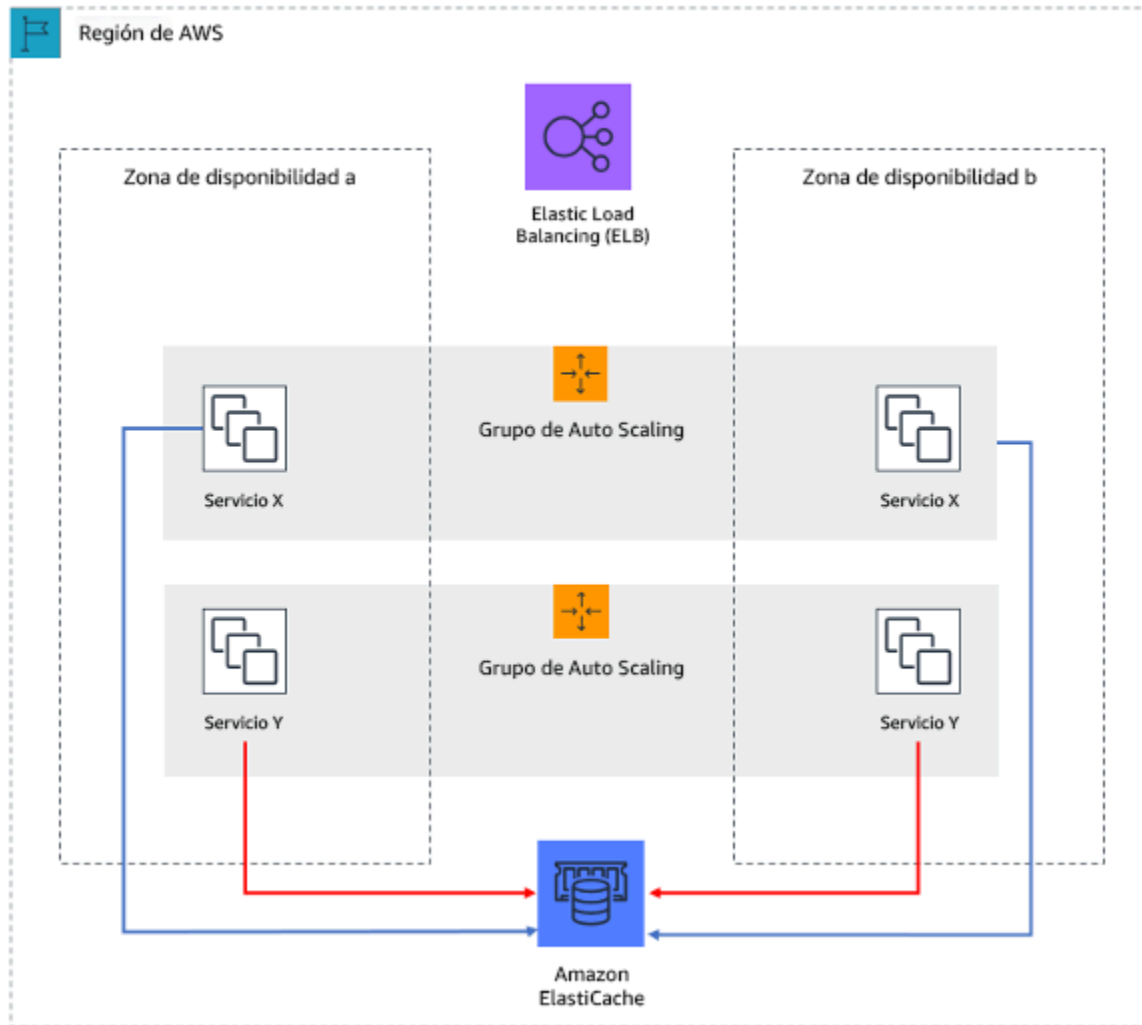 Región de AWS
Zona de disponibilidad a
Elastic Load
Balancing (ELB)
Zona de disponibilidad b
Grupo de Auto Scaling
Servicio X
Servicio X
Grupo de Auto Scaling
Servicio Y
Servicio Y
Amazon
ElastiCache